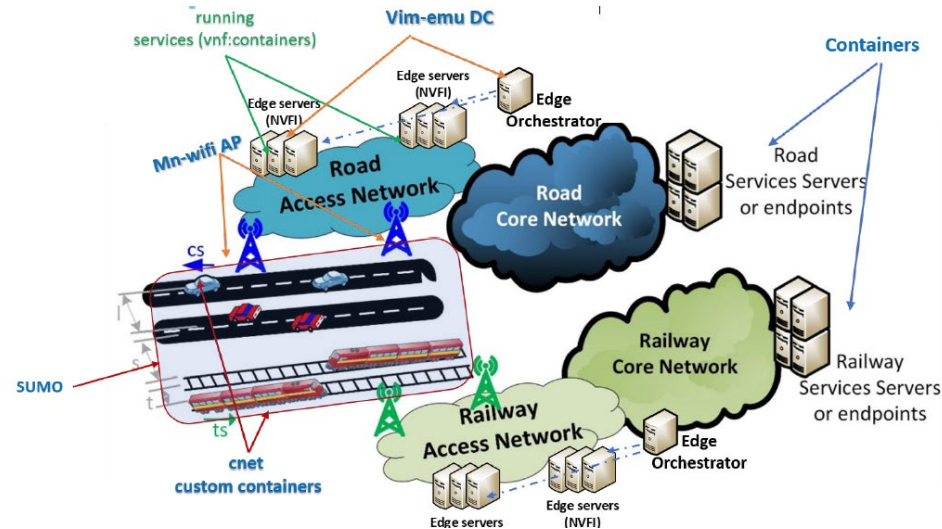 running
services (vnf:containers)
Vim-emu DC
Containers
Edge servers
(NVFI)
Edge servers
(NVFI)
Edge
Orchestrator
Mn-wifi AP
Road
Access Network
Road
Core Network
Road
Services Servers
or endpoints
cs
l
s
t
ts
SUMO
cnet
custom containers
Railway
Core Network
Railway
Services Servers
or endpoints
Railway
Access Network
Edge
Orchestrator
Edge servers
Edge servers
(NVFI)